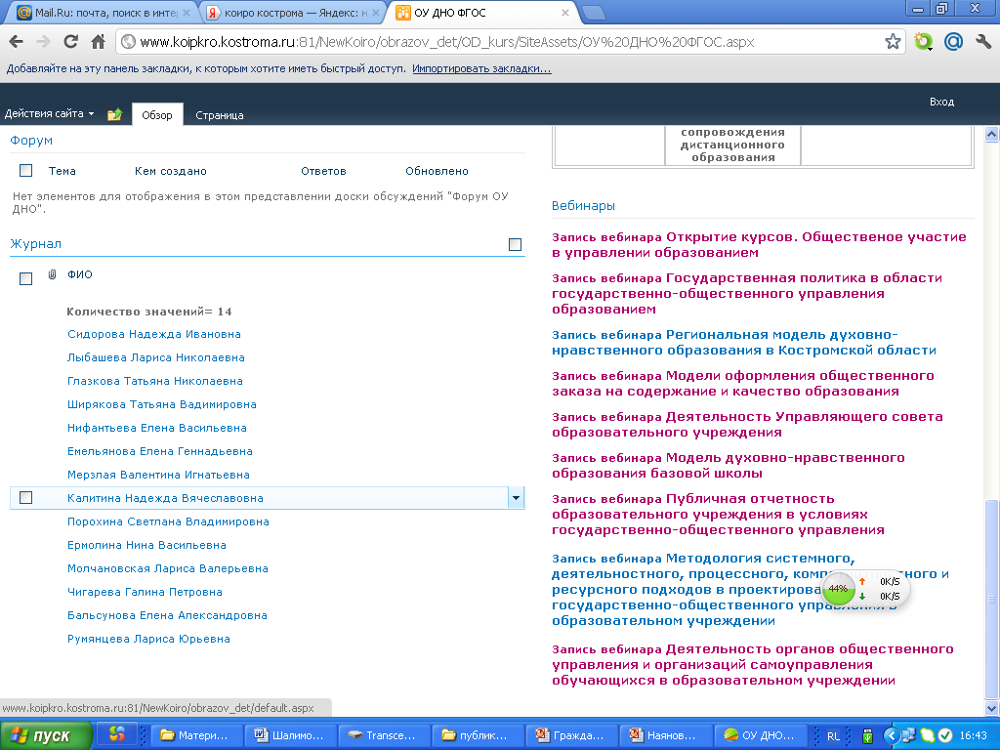 Mail.Ru: почта, поиск в инте
коиро кострома — Яндекс: н
ОУ ДНО ФГОС
www.koipkro.kostroma.ru:81/NewKoiro/obrazov_det/OD_kurs/SiteAssets/ОУ%20ДНО%20ФГОС.aspx
Добавляйте на эту панель закладки, к которым хотите иметь быстрый доступ. Импортировать закладки...
Вход
Действия сайта
Обзор
Страница
Форум
Тема Кем создано Ответов Обновлено
Нет элементов для отображения в этом представлении доски обсуждений "Форум ОУ
ДНО".
Журнал
ФИО
Количество значений= 14
Сидорова Надежда Ивановна
Лыбашева Лариса Николаевна
Глазкова Татьяна Николаевна
Ширякова Татьяна Вадимировна
Нифантьева Елена Васильевна
Емельянова Елена Геннадьевна
Мерзлая Валентина Игнатьевна
Калитина Надежда Вячеславовна
Порохина Светлана Владимировна
Ермолина Нина Васильевна
Молчановская Лариса Валерьевна
Чигарева Галина Петровна
Бальсунова Елена Александровна
Румянцева Лариса Юрьевна
сопровождения
дистанционного
образования
Вебинары
Запись вебинара Открытие курсов. Общественое участие
в управлении образованием
Запись вебинара Государственная политика в области
государственно-общественного управления
образованием
Запись вебинара Региональная модель духовно-
нравственного образования в Костромской области
Запись вебинара Модели оформления общественного
заказа на содержание и качество образования
Запись вебинара Деятельность Управляющего совета
образовательного учреждения
Запись вебинара Модель духовно-нравственного
образования базовой школы
Запись вебинара Публичная отчетность
образовательного учреждения в условиях
государственно-общественного управления
Запись вебинара Методология системного,
деятельностного, процессного, и
ресурсного подходов в
государственно-общественного управления в
образовательном учреждении
Запись вебинара Деятельность органов общественного
управления и организаций самоуправления
обучающихся в образовательном учреждении
44%
0K/S
0K/S
www.koipkro.kostroma.ru:81/NewKoiro/obrazov_det/default.aspx
пуск
Матери...
Шалимо...
Transce...
публик...
Гражда...
Наянов...
ОУ ДНО...
RL
16:43